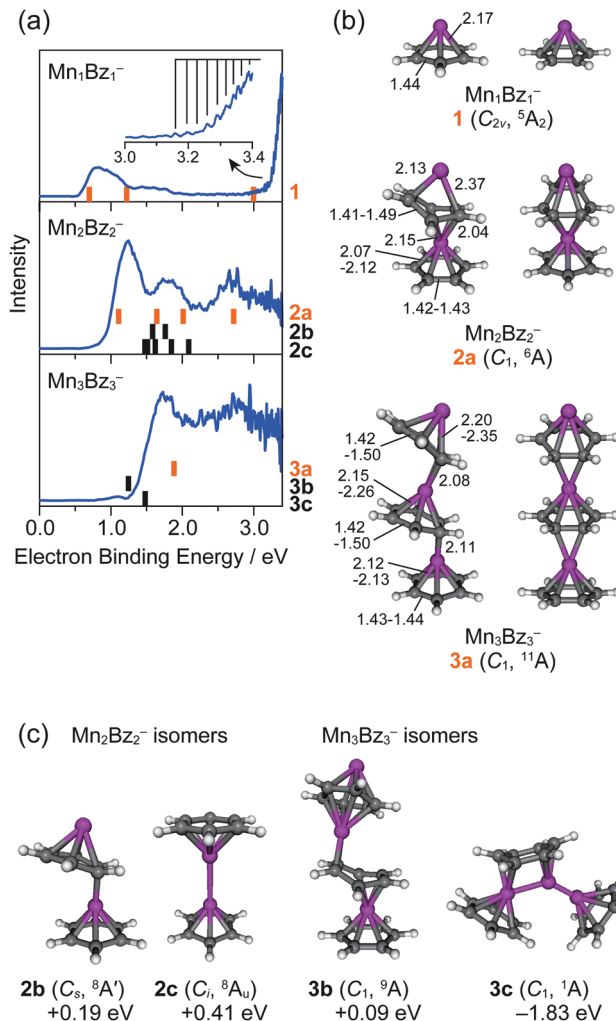 (a)
Mn₁Bz₁⁻
3.0 3.2 3.4
1
Mn₂Bz₂⁻
2a
2b
2c
Mn₃Bz₃⁻
3a
3b
3c
0.0 1.0 2.0 3.0
Electron Binding Energy / eV
Intensity
(b)
2.17
1.44
Mn₁Bz₁⁻
1 (C₂ᵥ, ⁵A₂)
2.13
2.37
1.41-1.49
2.15
2.04
2.07
-2.12
1.42-1.43
Mn₂Bz₂⁻
2a (C₁, ⁶A)
2.20
-2.35
1.42
-1.50
2.15
-2.26
2.08
1.42
-1.50
2.11
2.12
-2.13
1.43-1.44
Mn₃Bz₃⁻
3a (C₁, ¹¹A)
(c)
Mn₂Bz₂⁻ isomers
Mn₃Bz₃⁻ isomers
2b (Cₛ, ⁸A′)
+0.19 eV
2c (Cᵢ, ⁸Aᵤ)
+0.41 eV
3b (C₁, ⁹A)
+0.09 eV
3c (C₁, ¹A)
−1.83 eV